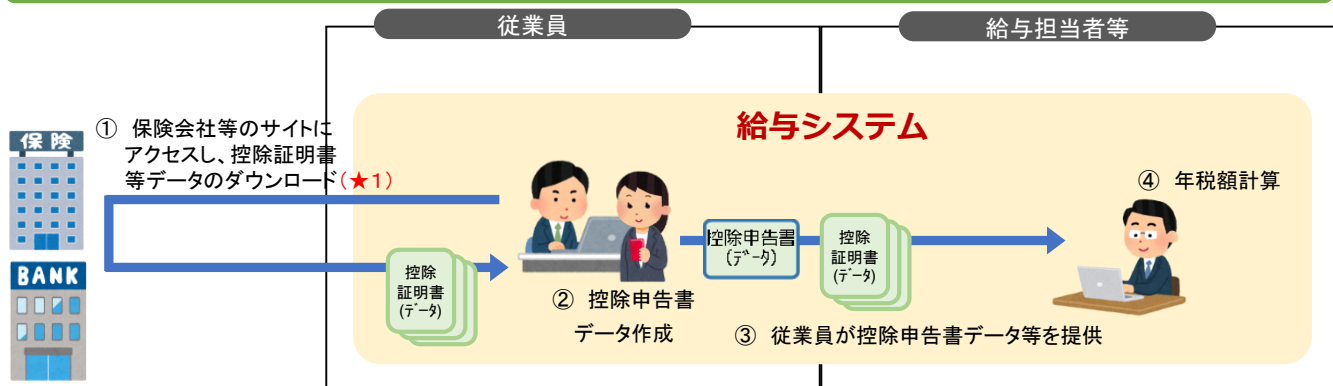 従業員
給与担当者等
給与システム
保険
① 保険会社等のサイトに
アクセスし、控除証明書
等データのダウンロード(★1)
BANK
控除
証明書
(ﾃﾞｰﾀ)
② 控除申告書
データ作成
控除申告書
(ﾃﾞｰﾀ)
控除
証明書
(ﾃﾞｰﾀ)
③ 従業員が控除申告書データ等を提供
④ 年税額計算